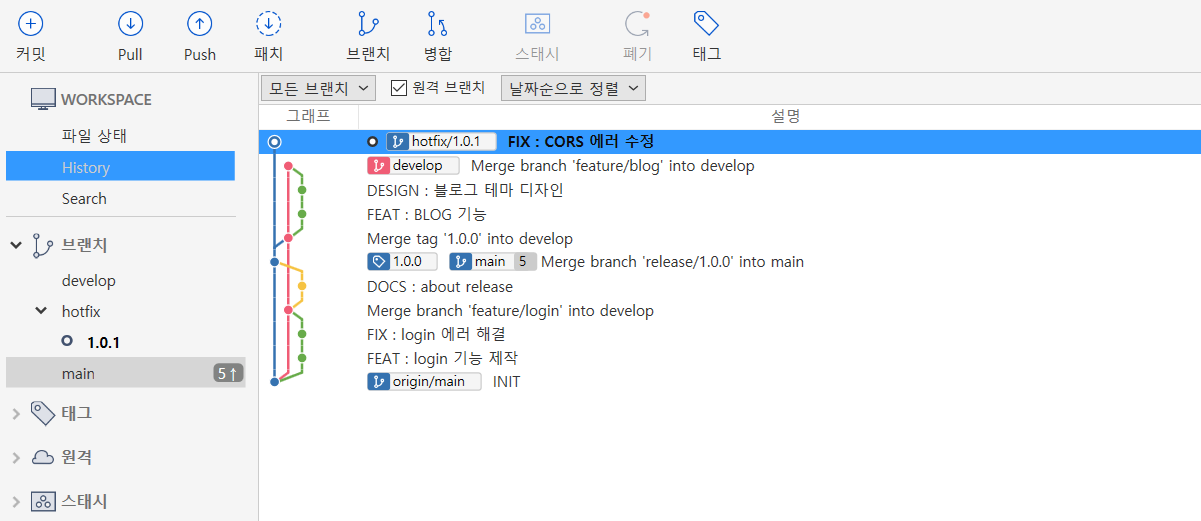 커밋 Pull Push 패치 브랜치 병합 스태시 폐기 태그
WORKSPACE
파일 상태
History
Search
브랜치
develop
hotfix
1.0.1
main 5↑
태그
원격
스태시
모든 브랜치 원격 브랜치 날짜순으로 정렬
그래프 설명
hotfix/1.0.1 FIX : CORS 에러 수정
develop Merge branch 'feature/blog' into develop
DESIGN : 블로그 테마 디자인
FEAT : BLOG 기능
Merge tag '1.0.0' into develop
1.0.0 main 5 Merge branch 'release/1.0.0' into main
DOCS : about release
Merge branch 'feature/login' into develop
FIX : login 에러 해결
FEAT : login 기능 제작
origin/main INIT